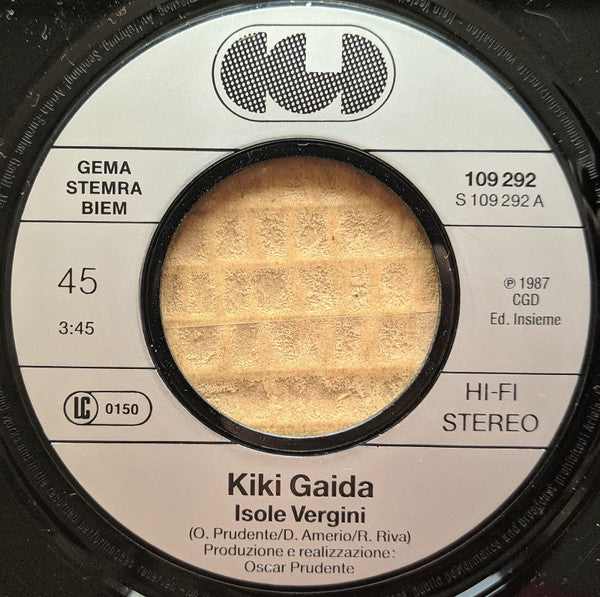 GEMA
STEMRA
BIEM
109 292
S 109 292 A
45
3:45
℗ 1987
CGD
Ed. Insieme
LC 0150
HI-FI
STEREO
Kiki Gaida
Isole Vergini
(O. Prudente/D. Amerio/R. Riva)
Produzione e realizzazione:
Oscar Prudente